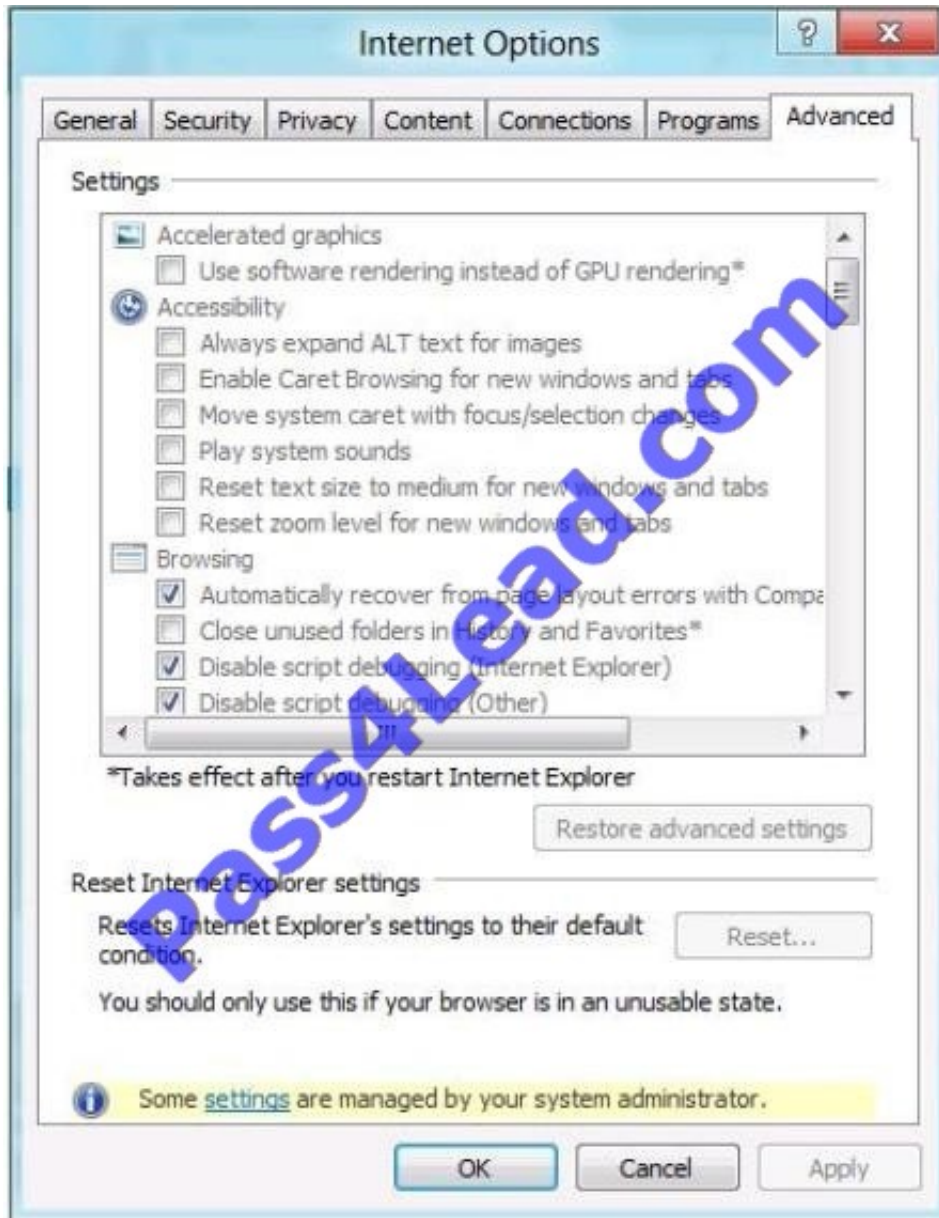 Internet Options
?
General Security Privacy Content Connections Programs Advanced
Settings
Accelerated graphics
Use software rendering instead of GPU rendering*
Accessibility
Always expand ALT text for images
Enable Caret Browsing for new windows and tabs
Move system caret with focus/selection changes
Play system sounds
Reset text size to medium for new windows and tabs
Reset zoom level for new windows and tabs
Browsing
Automatically recover from page layout errors with Compa
Close unused folders in History and Favorites*
Disable script debugging (Internet Explorer)
Disable script debugging (Other)
*Takes effect after you restart Internet Explorer
Restore advanced settings
Reset Internet Explorer settings
Resets Internet Explorer's settings to their default
condition.
Reset...
You should only use this if your browser is in an unusable state.
Some settings are managed by your system administrator.
OK Cancel Apply
Pass4Lead.com